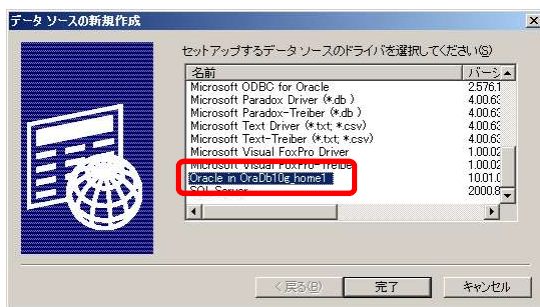 データ ソースの新規作成
セットアップするデータ ソースのドライバを選択してください(S)
名前 バージ
Microsoft ODBC for Oracle 2.576.1
Microsoft Paradox Driver (*.db ) 4.00.63
Microsoft Paradox-Treiber (*.db ) 4.00.63
Microsoft Text Driver (*.txt; *.csv) 4.00.63
Microsoft Text-Treiber (*.txt; *.csv) 4.00.63
Microsoft Visual FoxPro Driver 1.00.02
Microsoft Visual FoxPro-Treiber 1.00.02
Oracle in OraDb10g_home1 10.01.0
SQL Server 2000.8
< 戻る(B)
完了
キャンセル